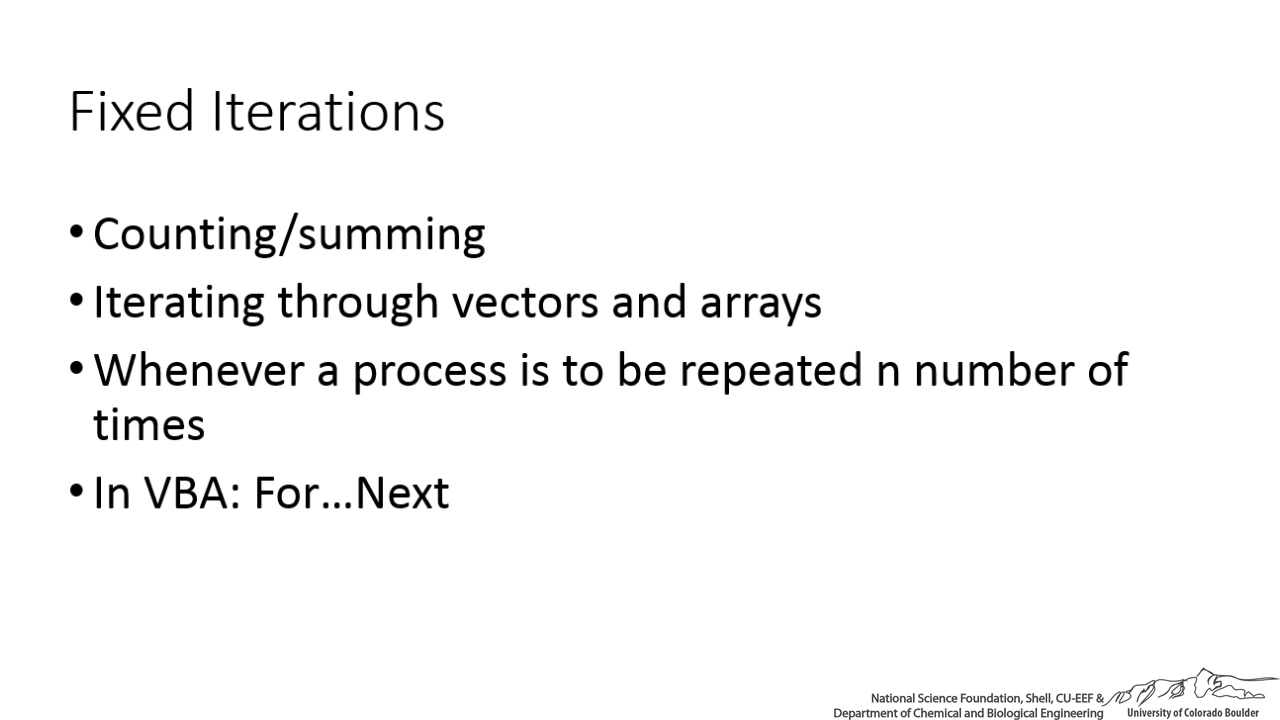 Fixed Iterations
• Counting/summing
• Iterating through vectors and arrays
• Whenever a process is to be repeated n number of
times
• In VBA: For…Next
National Science Foundation, Shell, CU-EEF &
Department of Chemical and Biological Engineering
University of Colorado Boulder